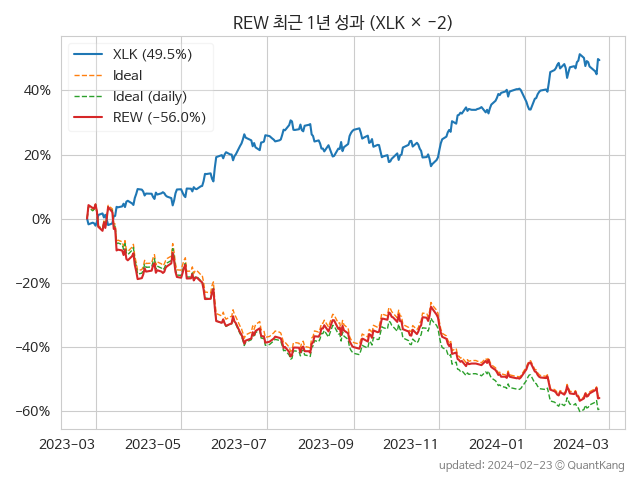 REW 최근 1년 성과 (XLK × −2)
XLK (49.5%)
Ideal
Ideal (daily)
REW (−56.0%)
40%
20%
0%
−20%
−40%
−60%
2023-03 2023-05 2023-07 2023-09 2023-11 2024-01 2024-03
updated: 2024-02-23 © QuantKang